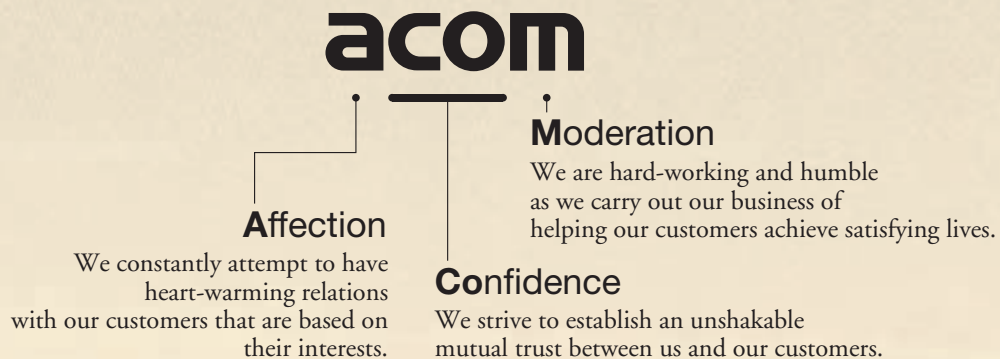 acom
Moderation
We are hard-working and humble
as we carry out our business of
helping our customers achieve satisfying lives.
Affection
We constantly attempt to have
heart-warming relations
with our customers that are based on
their interests.
Confidence
We strive to establish an unshakable
mutual trust between us and our customers.